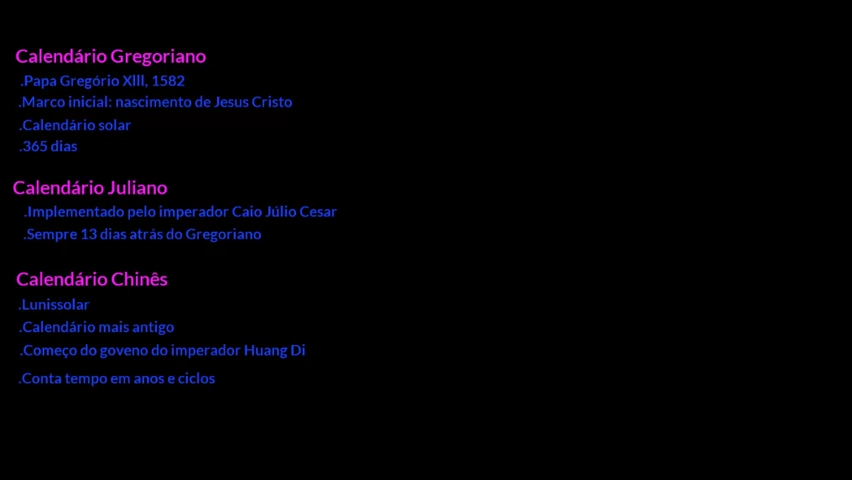 Calendário Gregoriano
.Papa Gregório XIII, 1582
.Marco inicial: nascimento de Jesus Cristo
.Calendário solar
.365 dias
Calendário Juliano
.Implementado pelo imperador Caio Júlio Cesar
.Sempre 13 dias atrás do Gregoriano
Calendário Chinês
.Lunissolar
.Calendário mais antigo
.Começo do goveno do imperador Huang Di
.Conta tempo em anos e ciclos